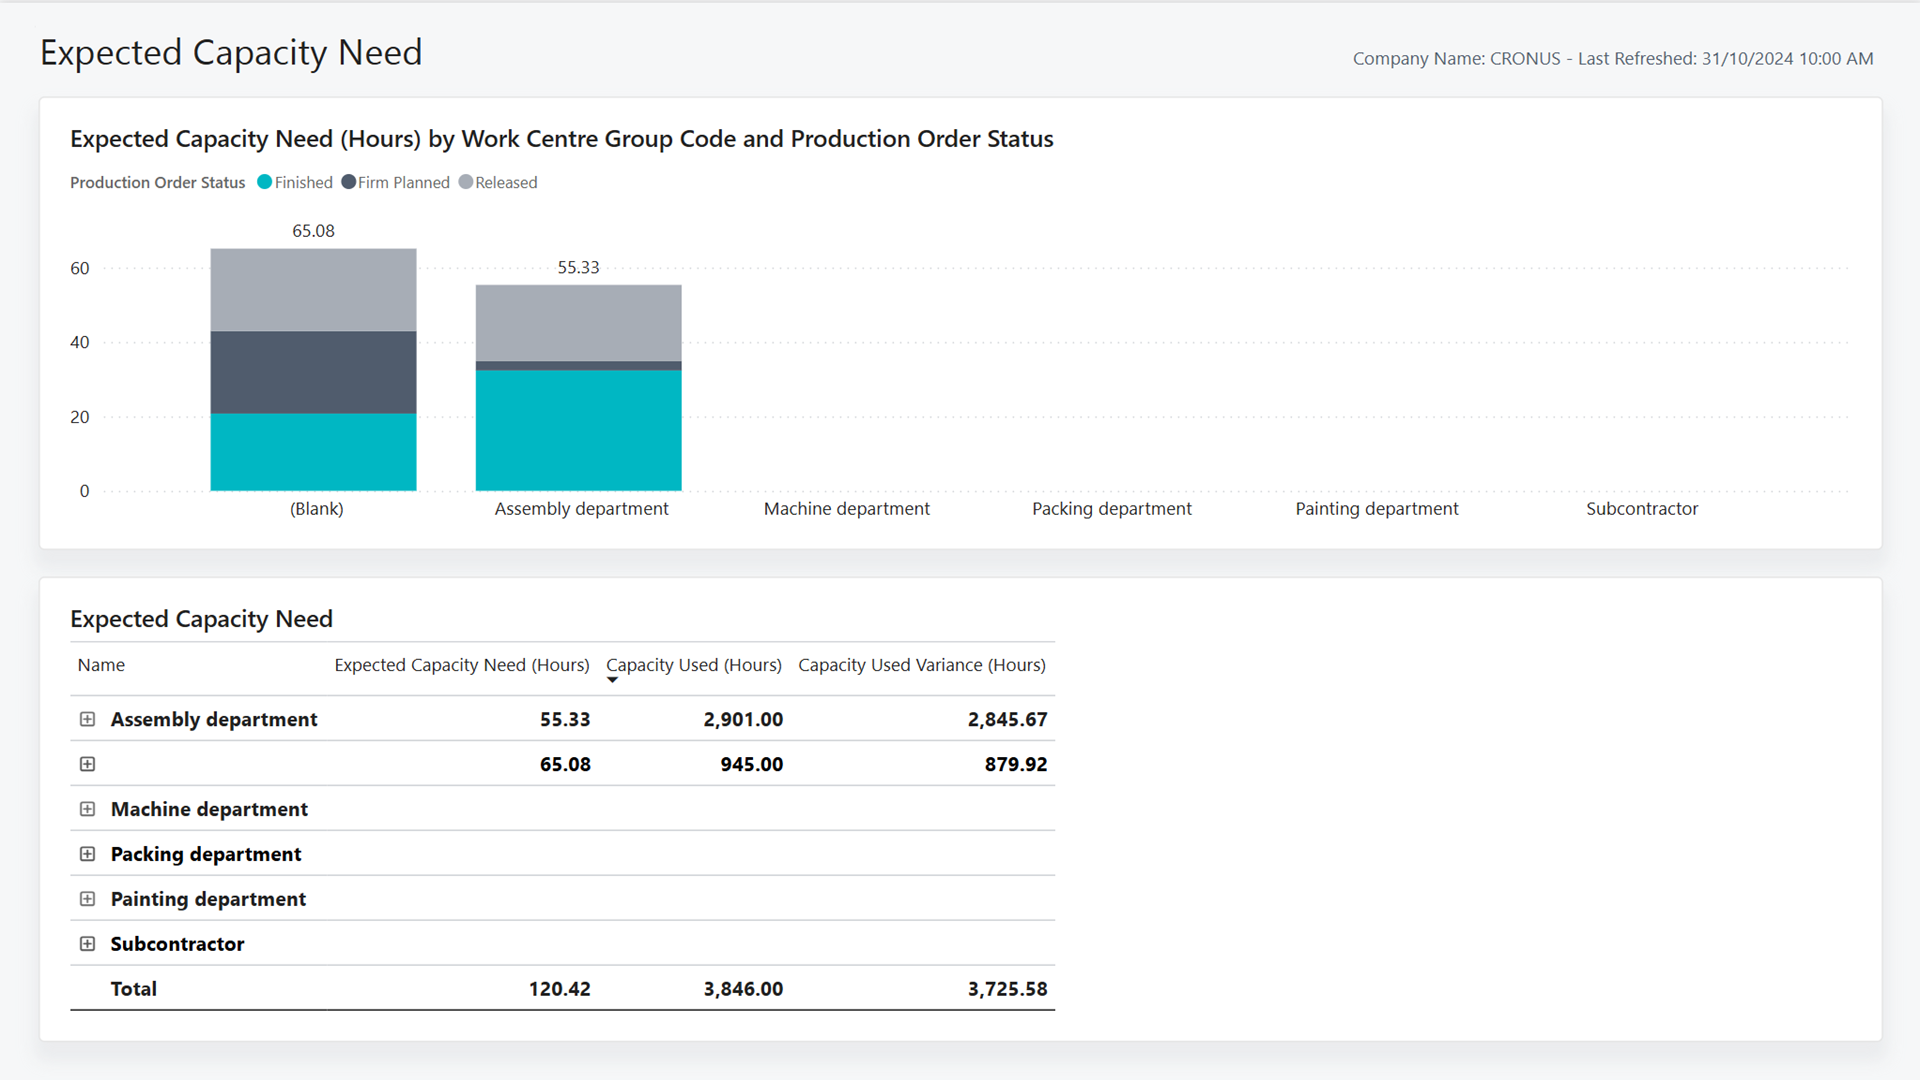 Expected Capacity Need
Company Name: CRONUS - Last Refreshed: 31/10/2024 10:00 AM
Expected Capacity Need (Hours) by Work Centre Group Code and Production Order Status
Production Order Status Finished Firm Planned Released
65.08
55.33
60
40
20
0
(Blank) Assembly department Machine department Packing department Painting department Subcontractor
Expected Capacity Need
Name Expected Capacity Need (Hours) Capacity Used (Hours) Capacity Used Variance (Hours)
Assembly department 55.33 2,901.00 2,845.67
65.08 945.00 879.92
Machine department
Packing department
Painting department
Subcontractor
Total 120.42 3,846.00 3,725.58